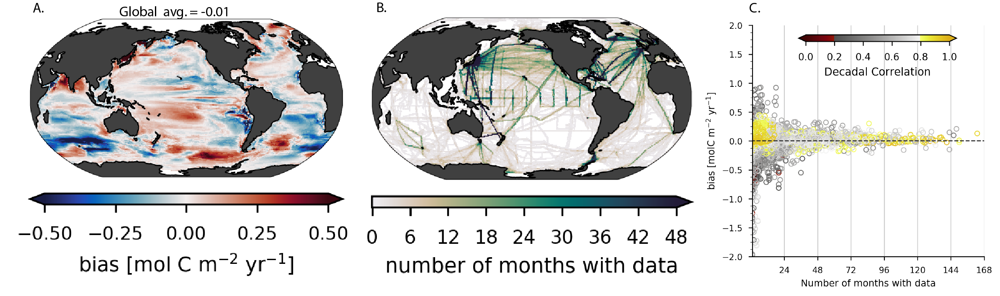 A.
Global avg. = -0.01
−0.50 −0.25 0.00 0.25 0.50
bias [mol C m⁻² yr⁻¹]
B.
0 6 12 18 24 30 36 42 48
number of months with data
C.
2.0
1.5
1.0
0.5
0.0
−0.5
−1.0
−1.5
−2.0
bias [molC m⁻² yr⁻¹]
0.0 0.2 0.4 0.6 0.8 1.0
Decadal Correlation
24 48 72 96 120 144 168
Number of months with data